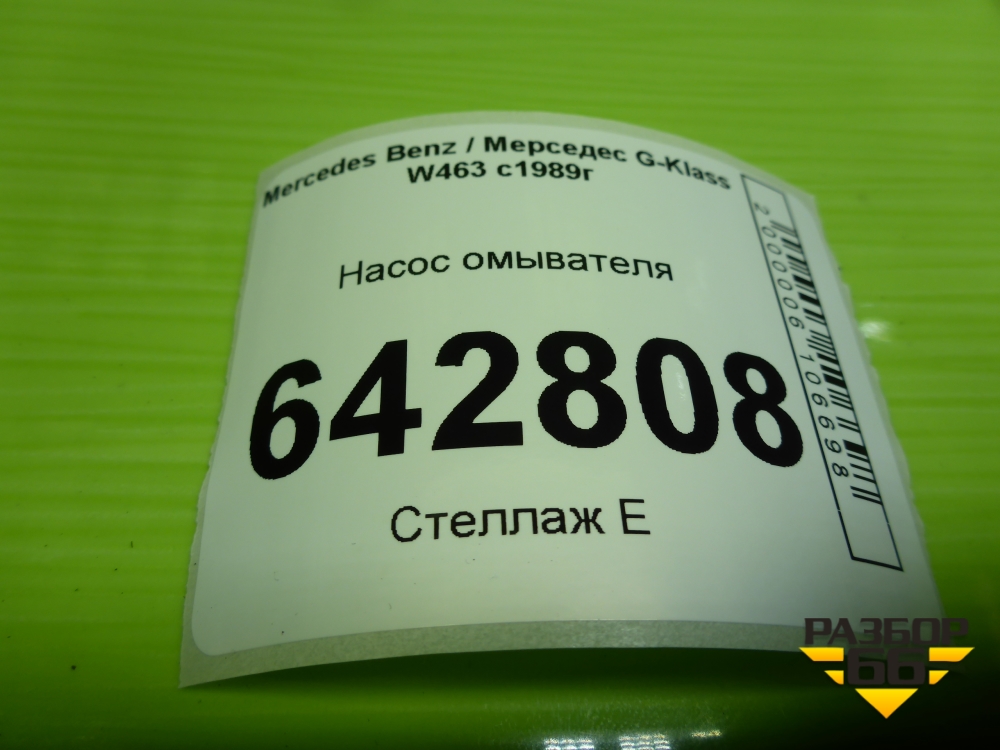 Mercedes Benz / Мерседес G-Klass
W463 с1989г
Насос омывателя
642808
Стеллаж Е
2000006106698
РАЗБОР
66